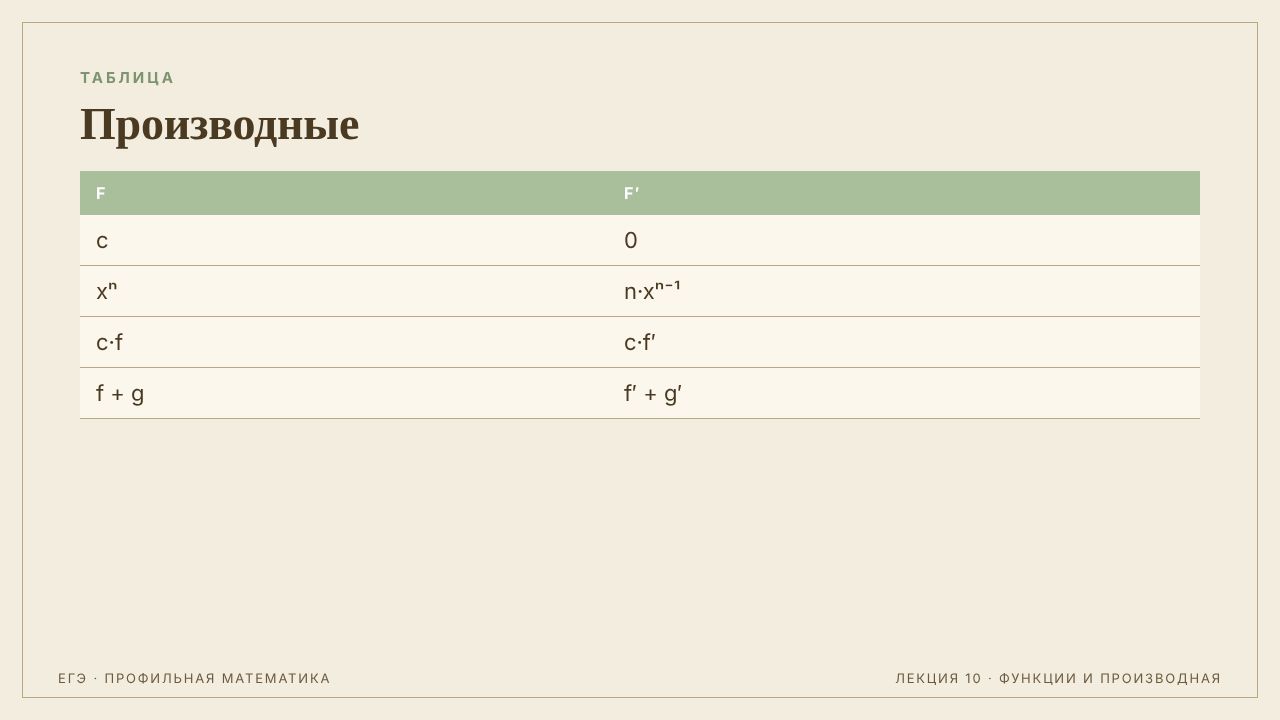 ТАБЛИЦА
Производные
F F′
c 0
xⁿ n·xⁿ⁻¹
c·f c·f′
f + g f′ + g′
ЕГЭ · ПРОФИЛЬНАЯ МАТЕМАТИКА ЛЕКЦИЯ 10 · ФУНКЦИИ И ПРОИЗВОДНАЯ